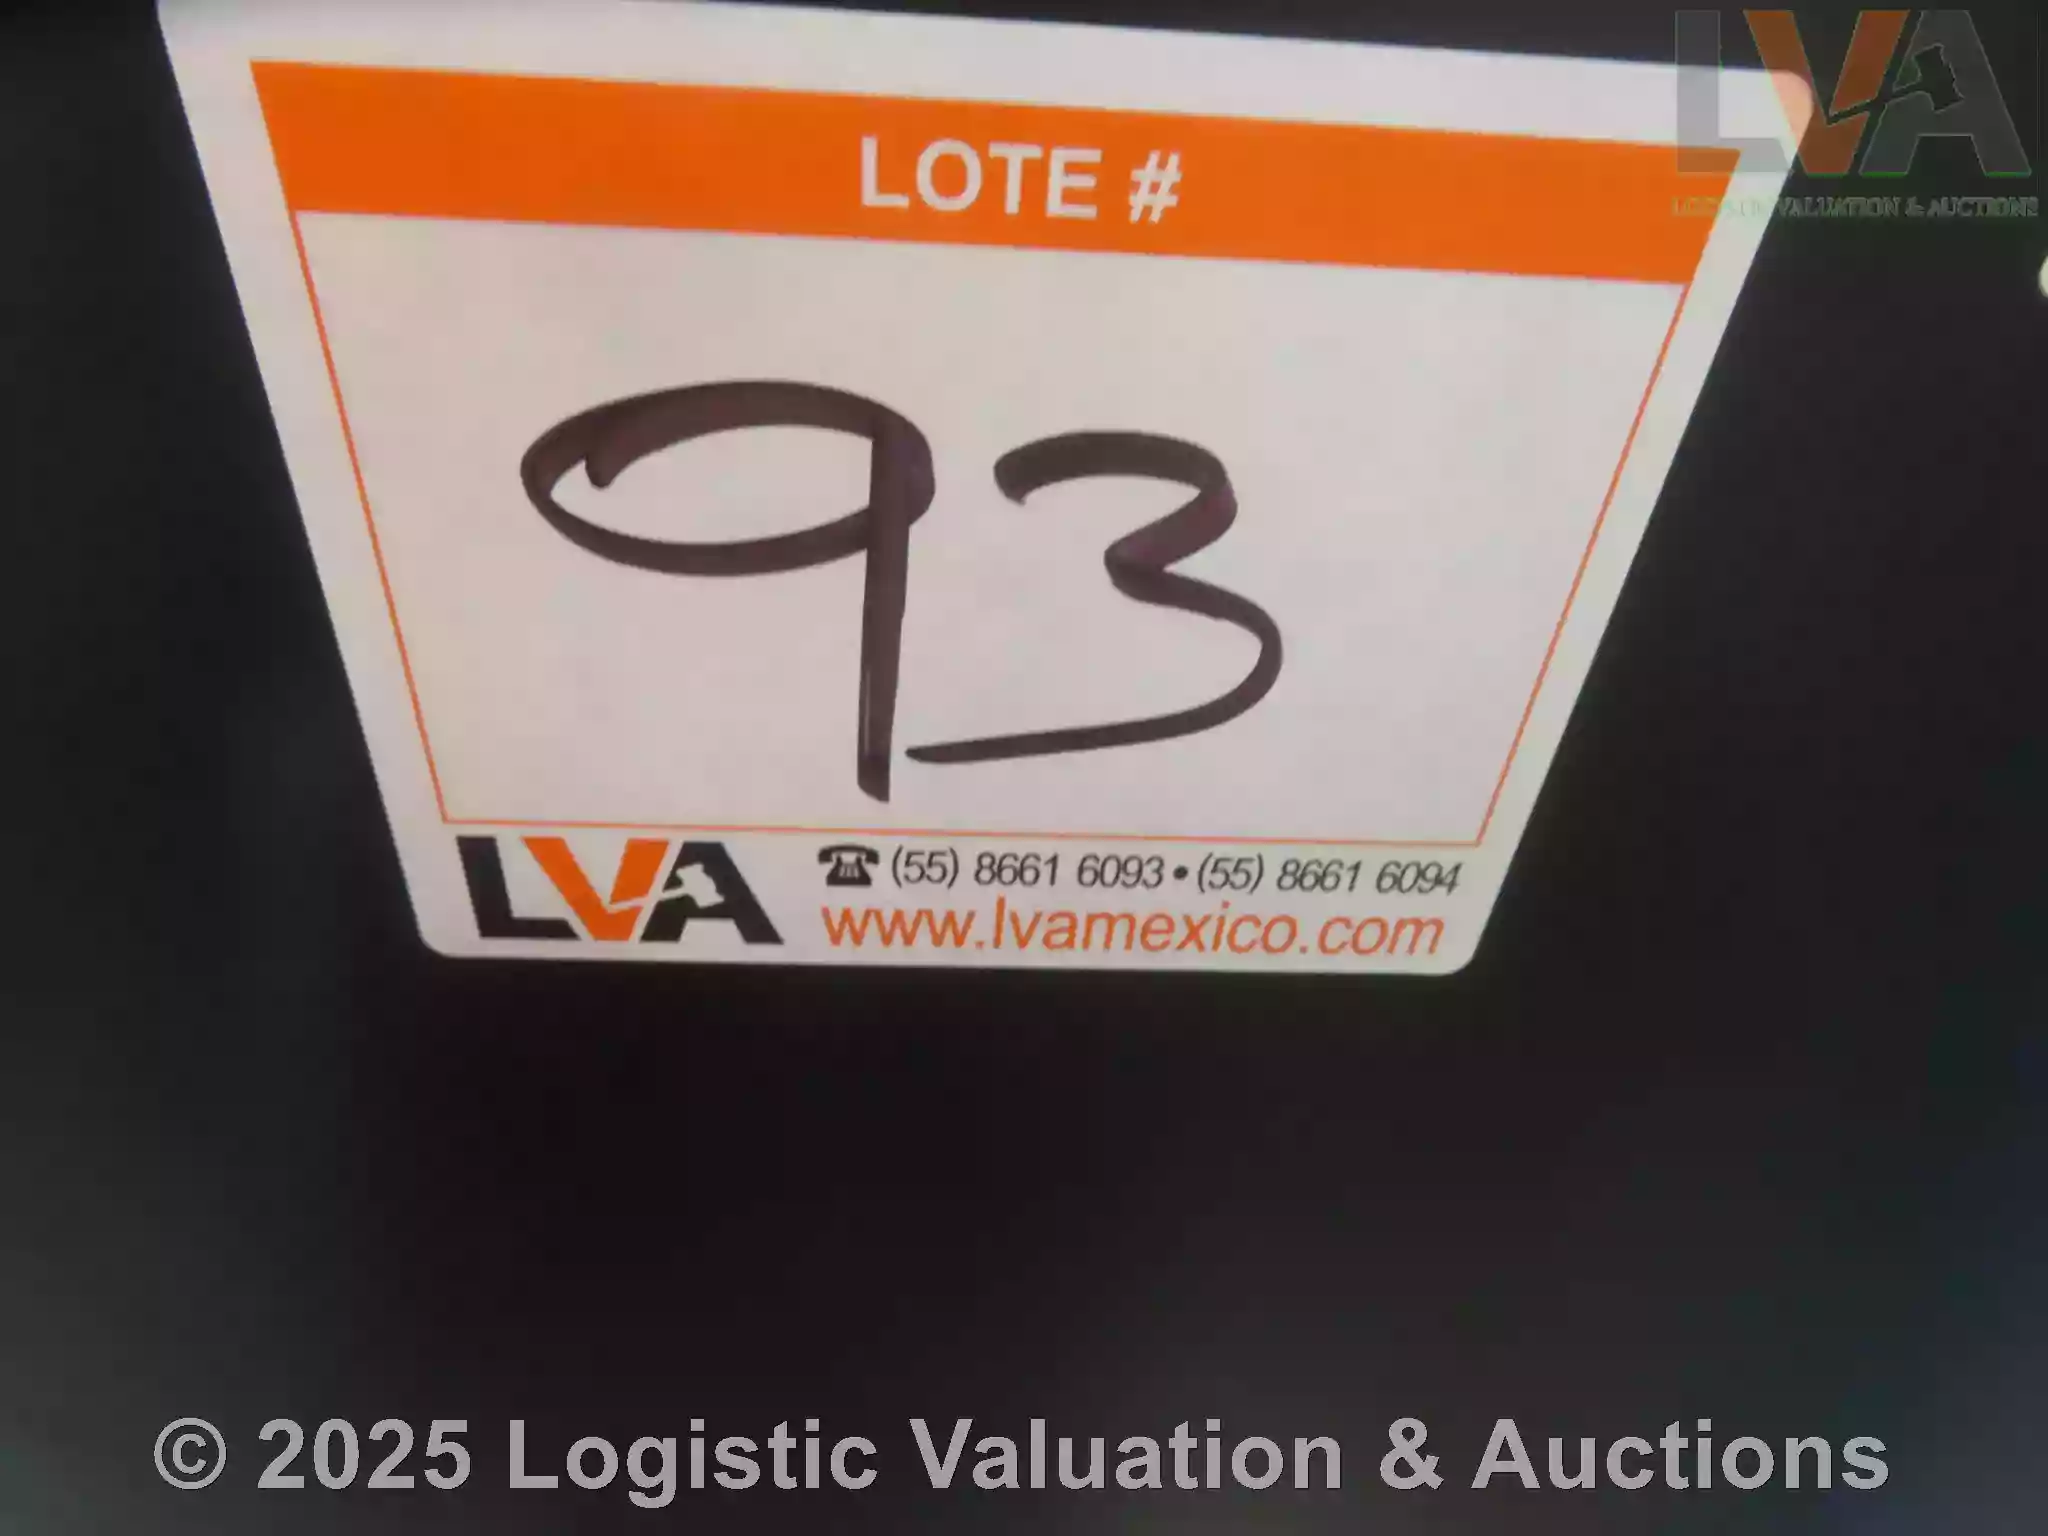 LVA
LOGISTIC VALUATION & AUCTIONS
LOTE #
93
LVA
(55) 8661 6093 • (55) 8661 6094
www.lvamexico.com
© 2025 Logistic Valuation & Auctions